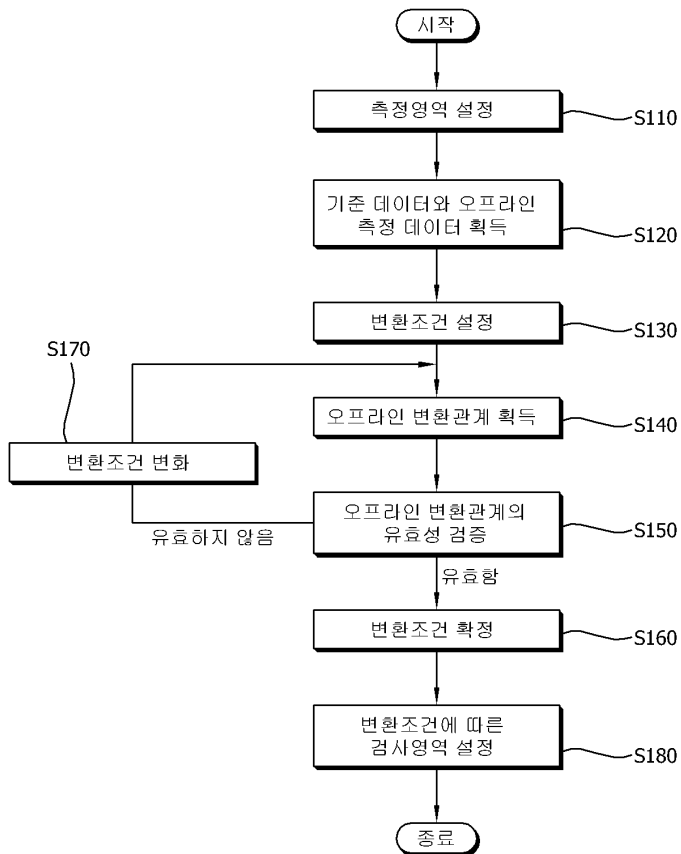 시작
측정영역 설정
S110
기준 데이터와 오프라인
측정 데이터 획득
S120
변환조건 설정
S130
S170
오프라인 변환관계 획득
S140
변환조건 변화
오프라인 변환관계의
유효성 검증
S150
유효하지 않음
유효함
변환조건 확정
S160
변환조건에 따른
검사영역 설정
S180
종료